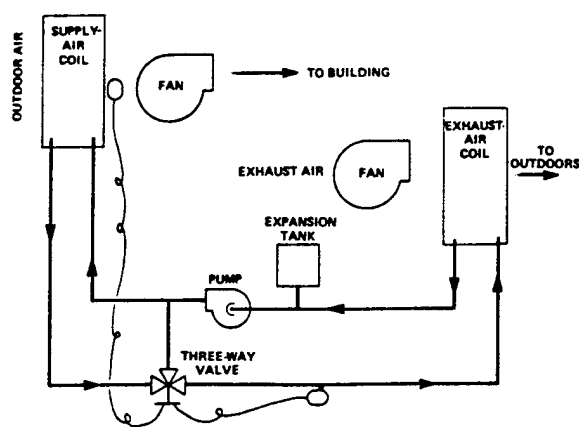 OUTDOOR AIR
SUPPLY-
AIR
COIL
FAN
TO BUILDING
EXHAUST AIR
FAN
EXHAUST-
AIR
COIL
TO
OUTDOORS
EXPANSION
TANK
PUMP
THREE-WAY
VALVE